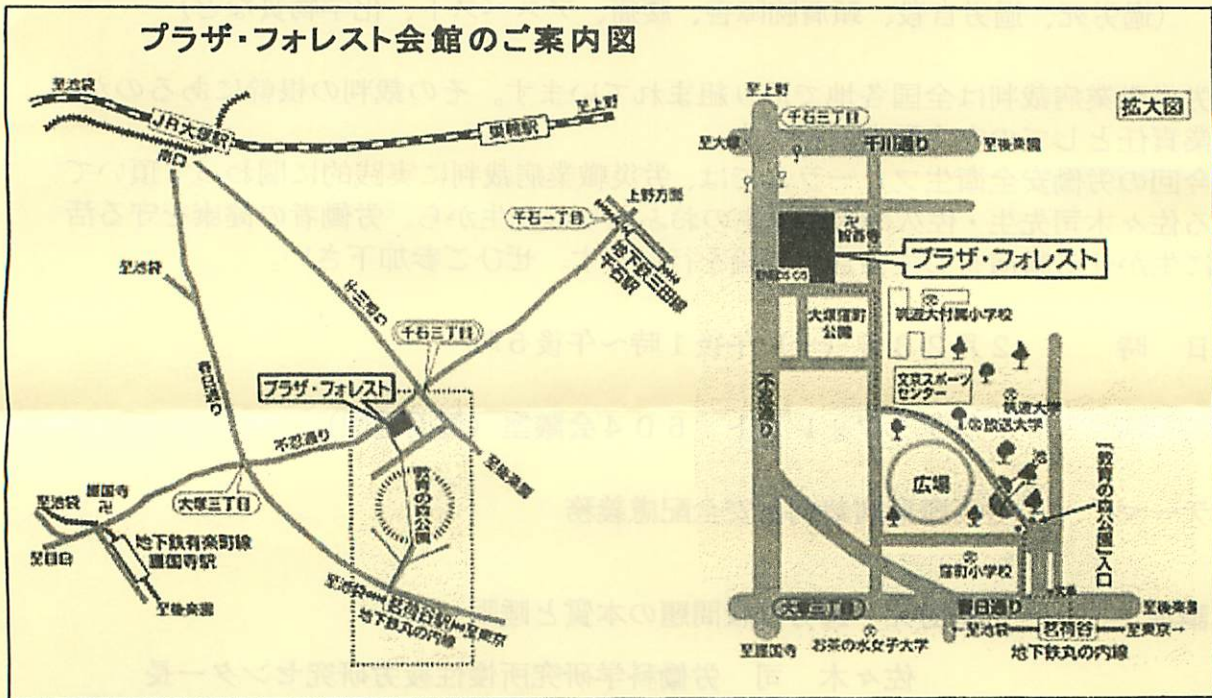 プラザ・フォレスト会館のご案内図
至池袋
JR大塚駅
南口
巣鴨駅
至上野
上野方面
千石一丁目
地下鉄三田線
千石駅
至池袋
千石三丁目
春日通り
プラザ・フォレスト
不忍通り
大塚三丁目
至後楽園
教育の森公園
至池袋
護国寺
至目白
地下鉄有楽町線
護国寺駅
至後楽園
至池袋
茗荷谷駅
至東京
地下鉄丸の内線
拡大図
至上野
千石三丁目
至大塚
千川通り
至後楽園
プラザ・フォレスト
大塚窪町
公園
筑波大付属小学校
文京スポーツ
センター
筑波大学
放送大学
不忍通り
広場
「教育の森公園」入口
窪町小学校
大塚三丁目
春日通り
至後楽園
至池袋
茗荷谷
至東京
地下鉄丸の内線
至護国寺
お茶の水女子大学